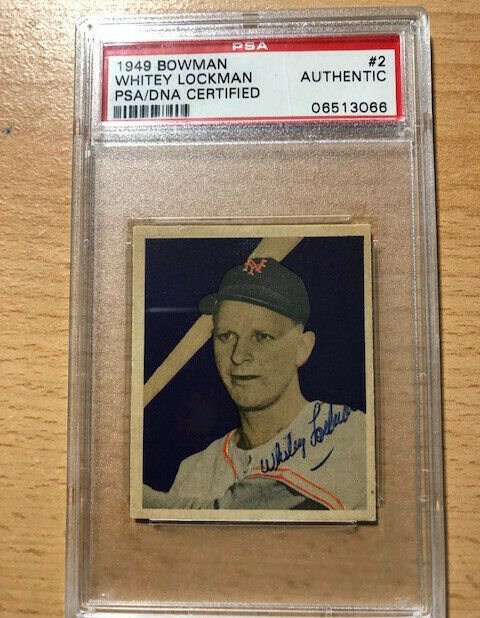 PSA
1949 BOWMAN #2
WHITEY LOCKMAN AUTHENTIC
PSA/DNA CERTIFIED
06513066
NY
Whitey Lockman